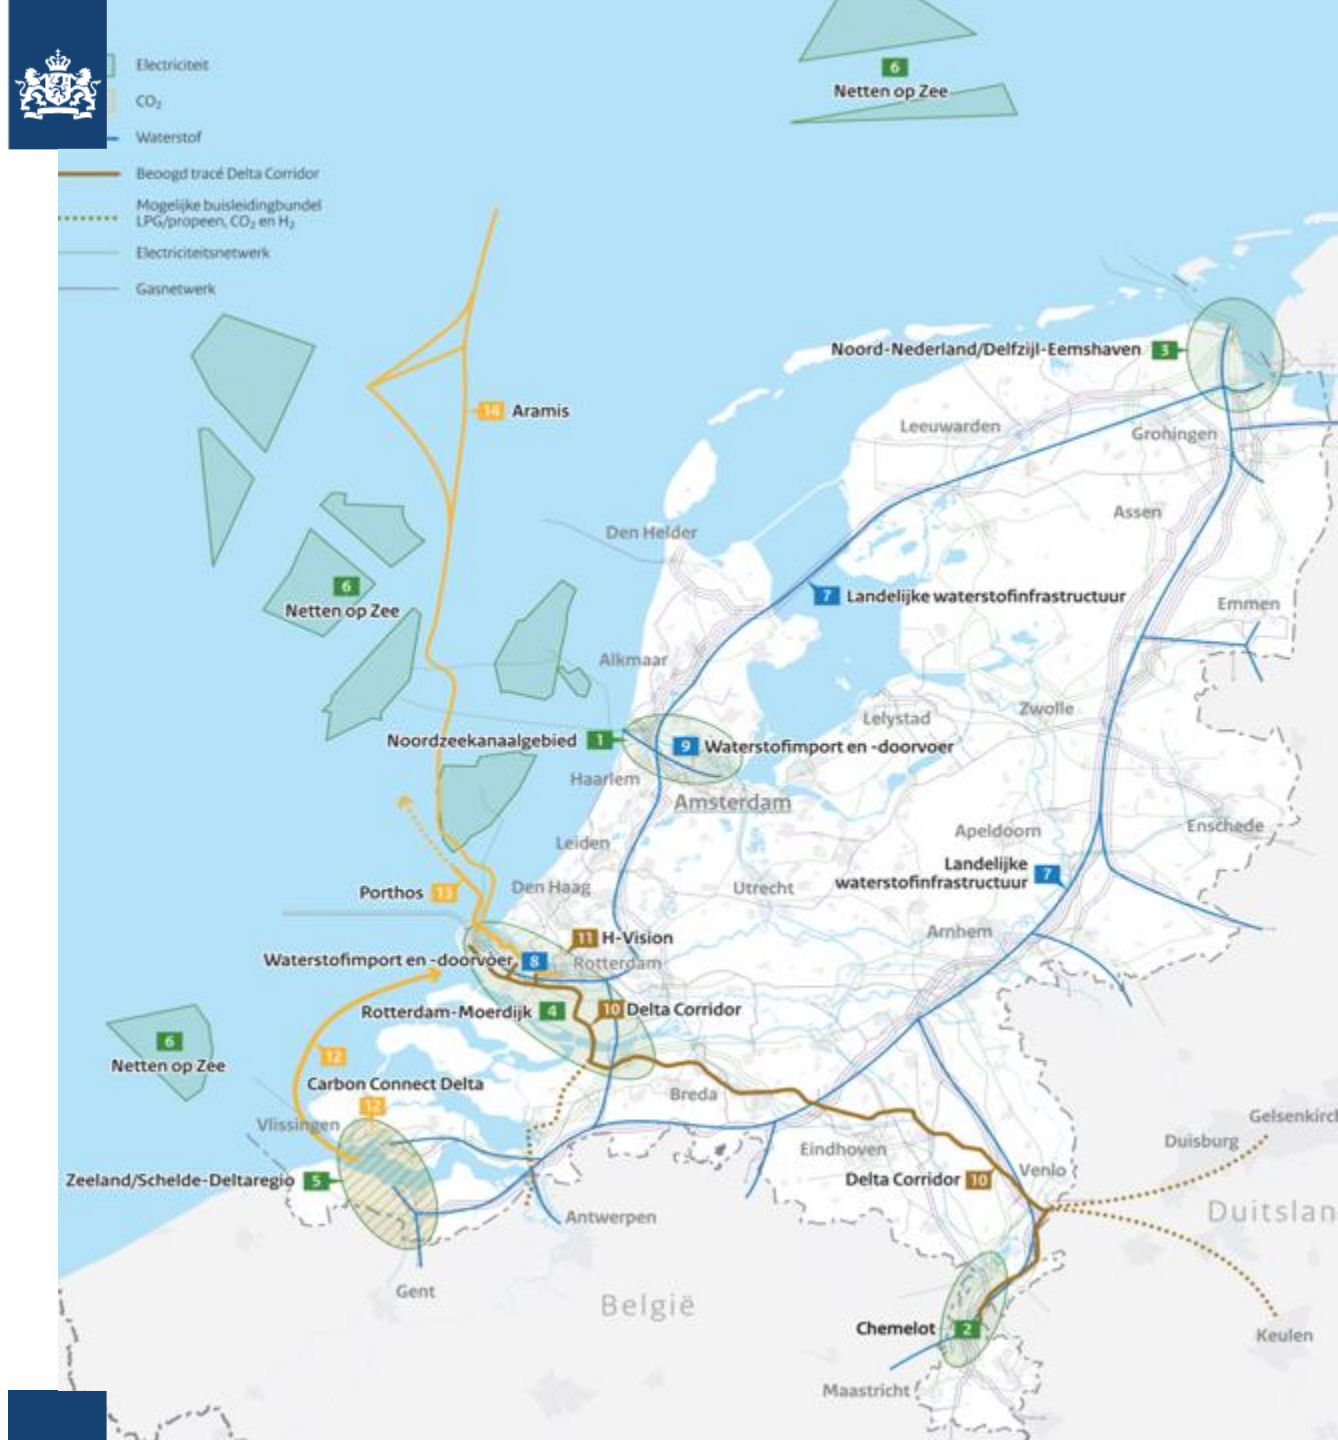 Electriciteit
CO₂
Waterstof
Beoogd tracé Delta Corridor
Mogelijke buisleidingbundel
LPG/propeen, CO₂ en H₂
Electriciteitsnetwerk
Gasnetwerk
6
Netten op Zee
Noord-Nederland/Delfzijl-Eemshaven 3
14 Aramis
Leeuwarden
Grohingen
Assen
Den Helder
6
Netten op Zee
7 Landelijke waterstofinfrastructuur
Emmen
Alkmaar
Zwolle
Lelystad
Noordzeekanaalgebied 1
9 Waterstofimport en -doorvoer
Haarlem
Amsterdam
Enschede
Apeldoorn
Leiden
Landelijke
waterstofinfrastructuur 7
Porthos 13
Den Haag
Utrecht
Arnhem
11 H-Vision
Waterstofimport en -doorvoer 8
Rotterdam
Rotterdam-Moerdijk 4
10 Delta Corridor
6
Netten op Zee
12
Carbon Connect Delta
12
Breda
Vlissingen
Gelsenkirch
Duisburg
Eindhoven
Venlo
Zeeland/Schelde-Deltaregio 5
Delta Corridor 10
Antwerpen
Duitslan
Gent
België
Chemelot 2
Keulen
Maastricht